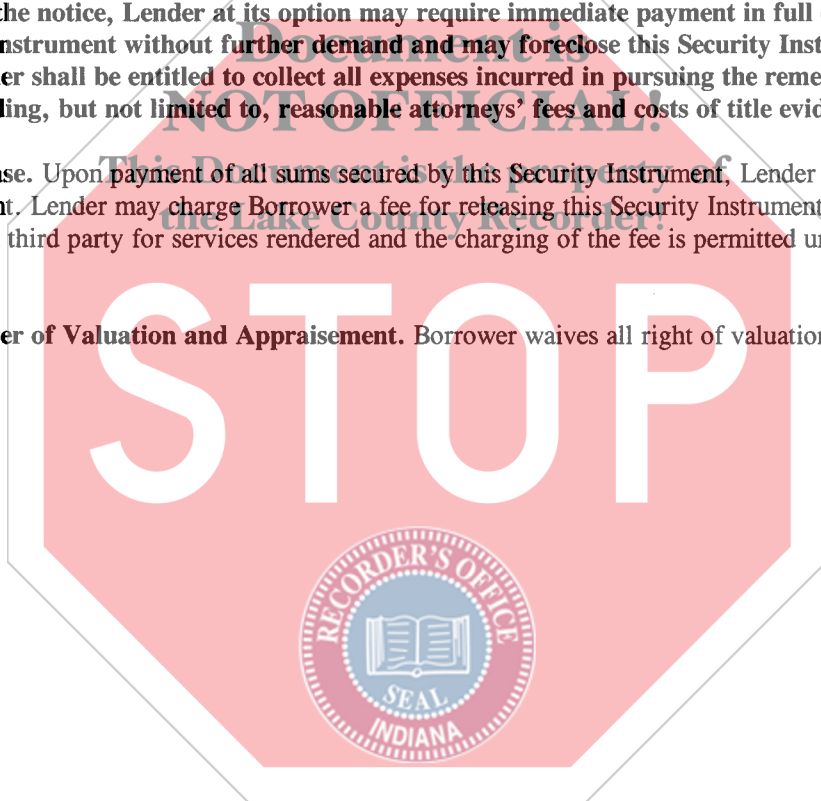 the notice, Lender at its option may require immediate payment in full
Document is
nstrument without further demand and may foreclose this Security Inst
er shall be entitled to collect all expenses incurred in pursuing the reme
NOT OFFICIAL!
ling, but not limited to, reasonable attorneys' fees and costs of title evid
This Document is the property of
ase. Upon payment of all sums secured by this Security Instrument, Lender
the Lake County Recorder!
nt. Lender may charge Borrower a fee for releasing this Security Instrument
third party for services rendered and the charging of the fee is permitted u
er of Valuation and Appraisement. Borrower waives all right of valuation
STOP
RECORDER'S OFFICE
SEAL
INDIANA